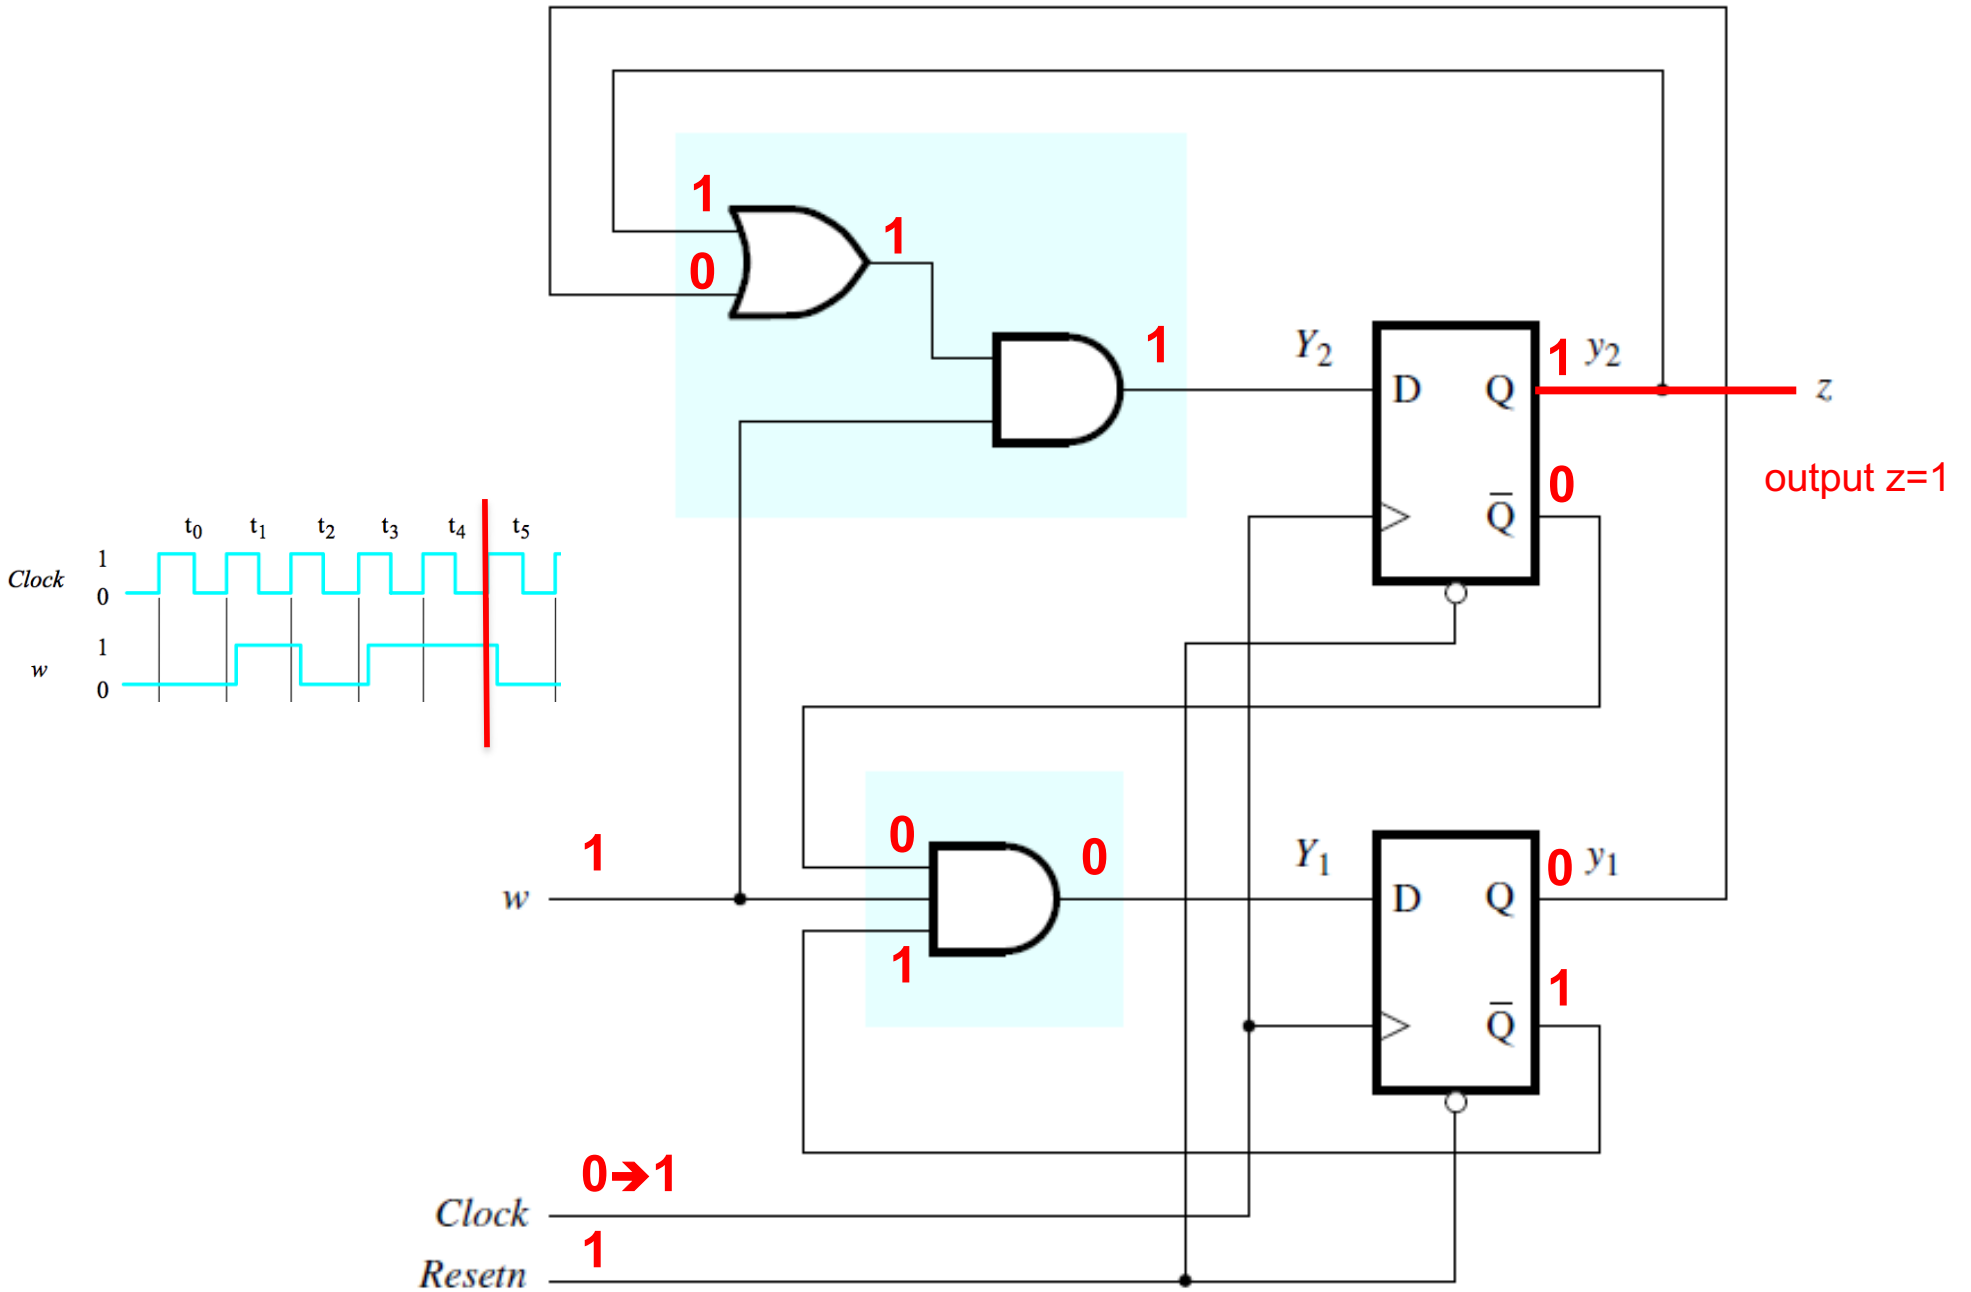 1
1
0
1
Y2
1 y2
D Q
z
0
Q̅
output z=1
t0 t1 t2 t3 t4 t5
1
Clock
0
1
w
0
0
0
1
Y1
0 y1
w
D Q
1
1
Q̅
0➔1
Clock
1
Resetn